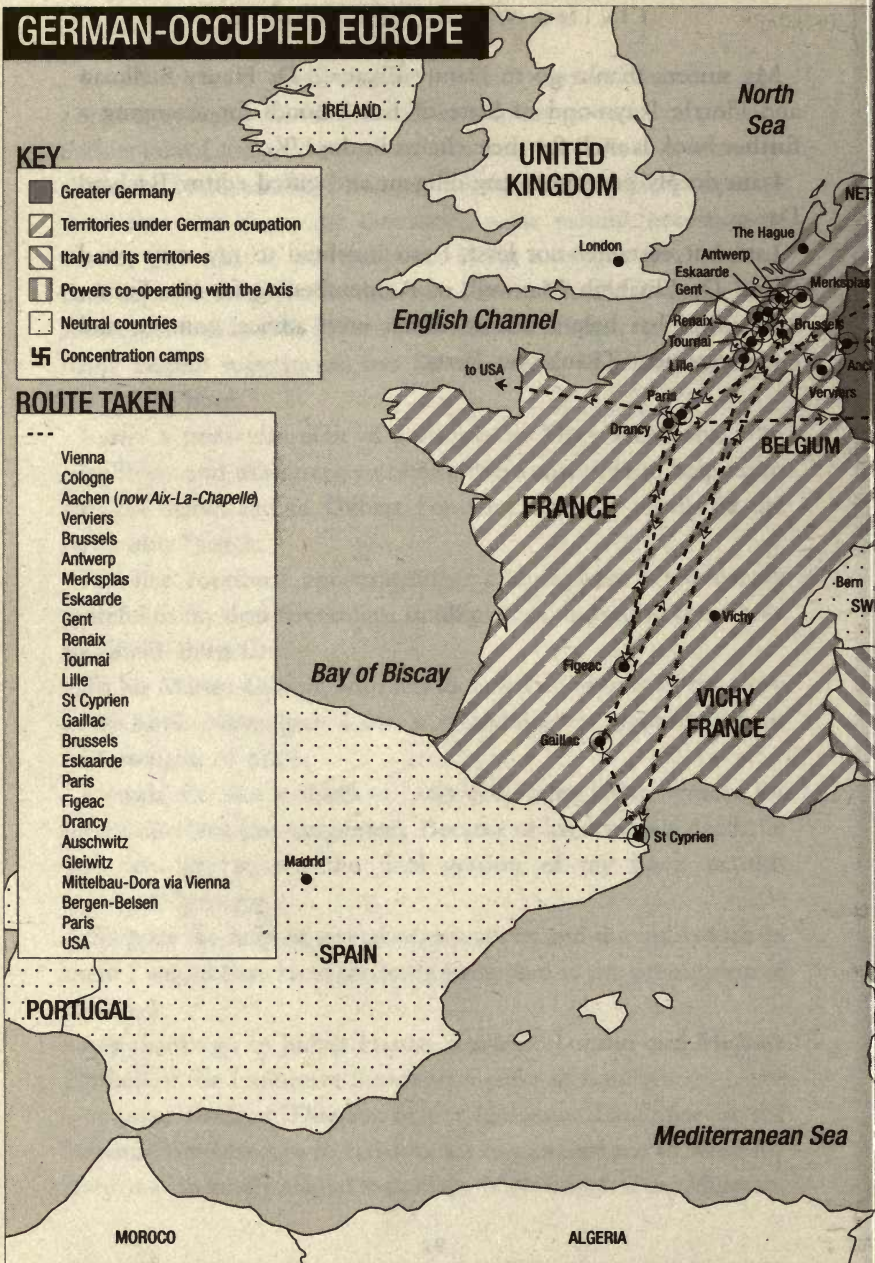 GERMAN-OCCUPIED EUROPE
KEY
Greater Germany
Territories under German ocupation
Italy and its territories
Powers co-operating with the Axis
Neutral countries
Concentration camps
ROUTE TAKEN
Vienna
Cologne
Aachen (now Aix-La-Chapelle)
Verviers
Brussels
Antwerp
Merksplas
Eskaarde
Gent
Renaix
Tournai
Lille
St Cyprien
Gaillac
Brussels
Eskaarde
Paris
Figeac
Drancy
Auschwitz
Gleiwitz
Mittelbau-Dora via Vienna
Bergen-Belsen
Paris
USA
IRELAND
UNITED
KINGDOM
London
North
Sea
NET
The Hague
Antwerp
Eskaarde
Gent
Merksplas
Renaix
Brussels
Tournai
Lille
Aach
Verviers
English Channel
to USA
Paris
Drancy
BELGIUM
FRANCE
Bern
SWI
Vichy
Bay of Biscay
Figeac
VICHY
FRANCE
Gaillac
St Cyprien
Madrid
SPAIN
PORTUGAL
Mediterranean Sea
MOROCO
ALGERIA